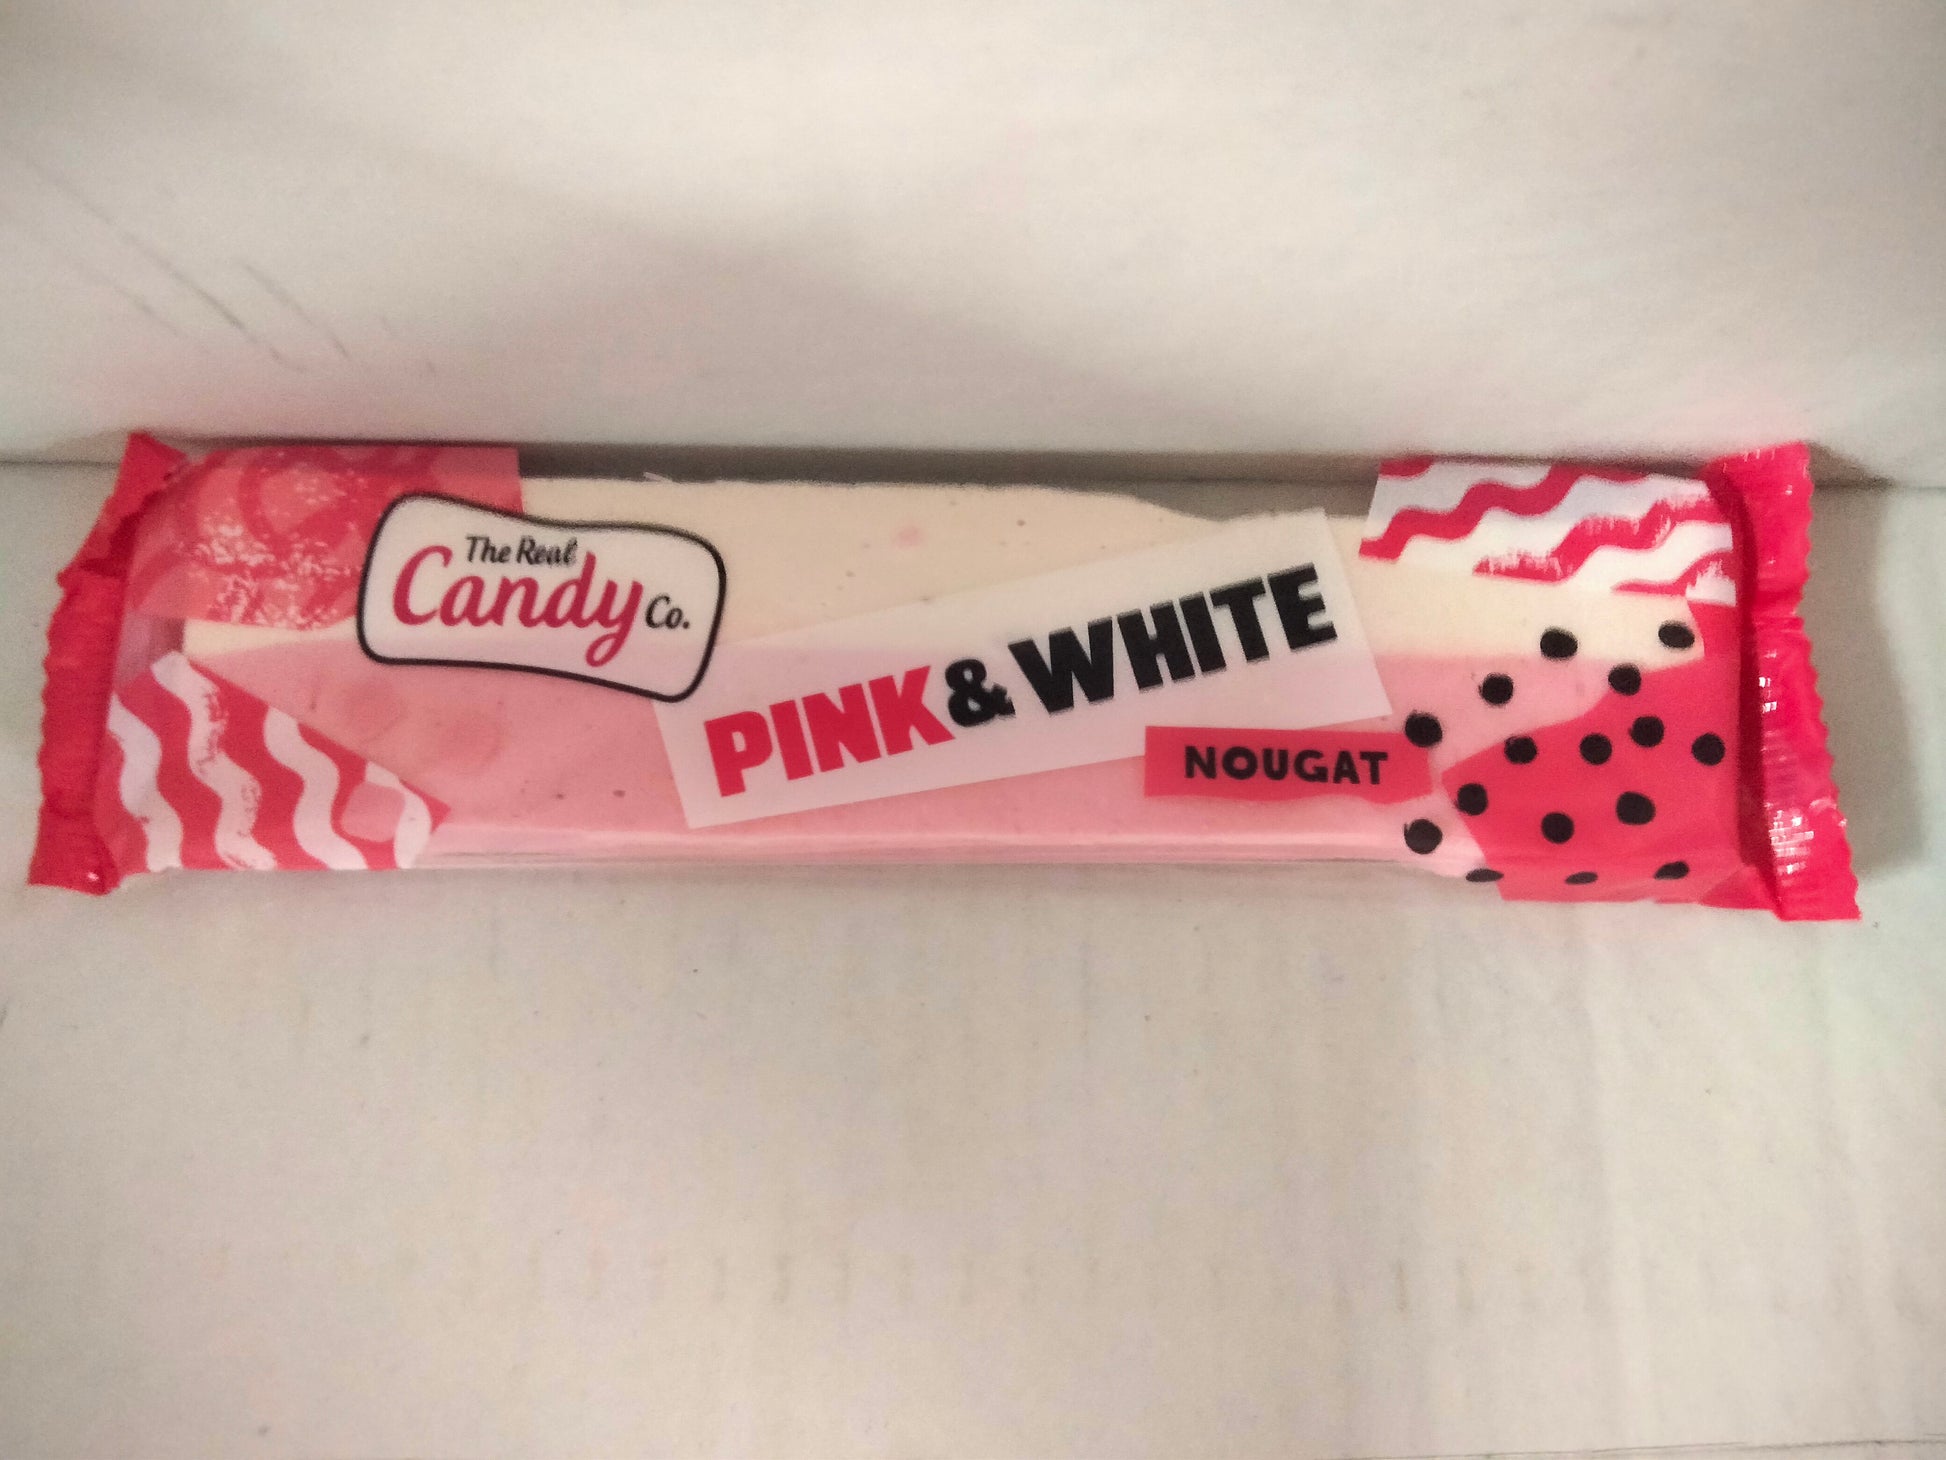 The Real
Candy Co.
PINK & WHITE
NOUGAT